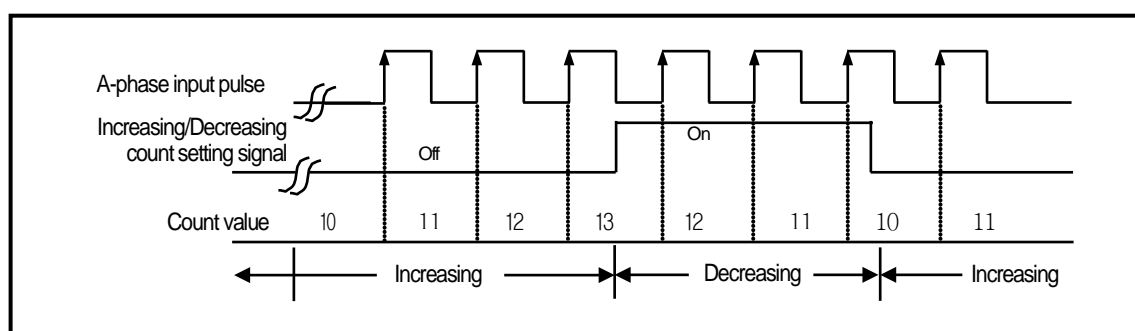 A-phase input pulse
Increasing/Decreasing
count setting signal
Off
On
Count value
10 11 12 13 12 11 10 11
Increasing Decreasing Increasing